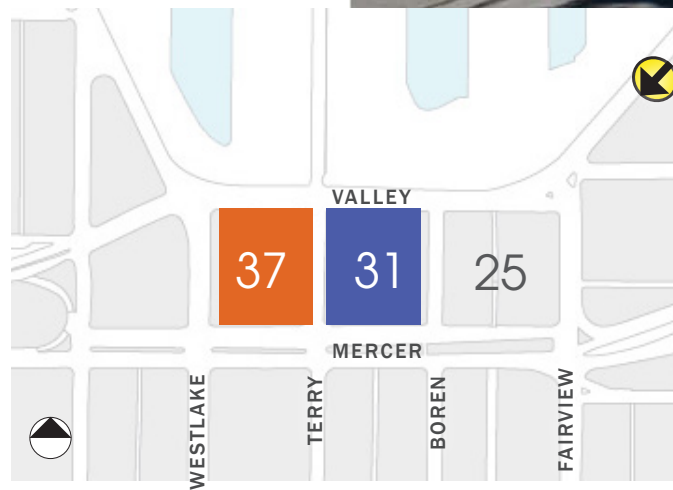 VALLEY
37
31
25
MERCER
WESTLAKE
TERRY
BOREN
FAIRVIEW